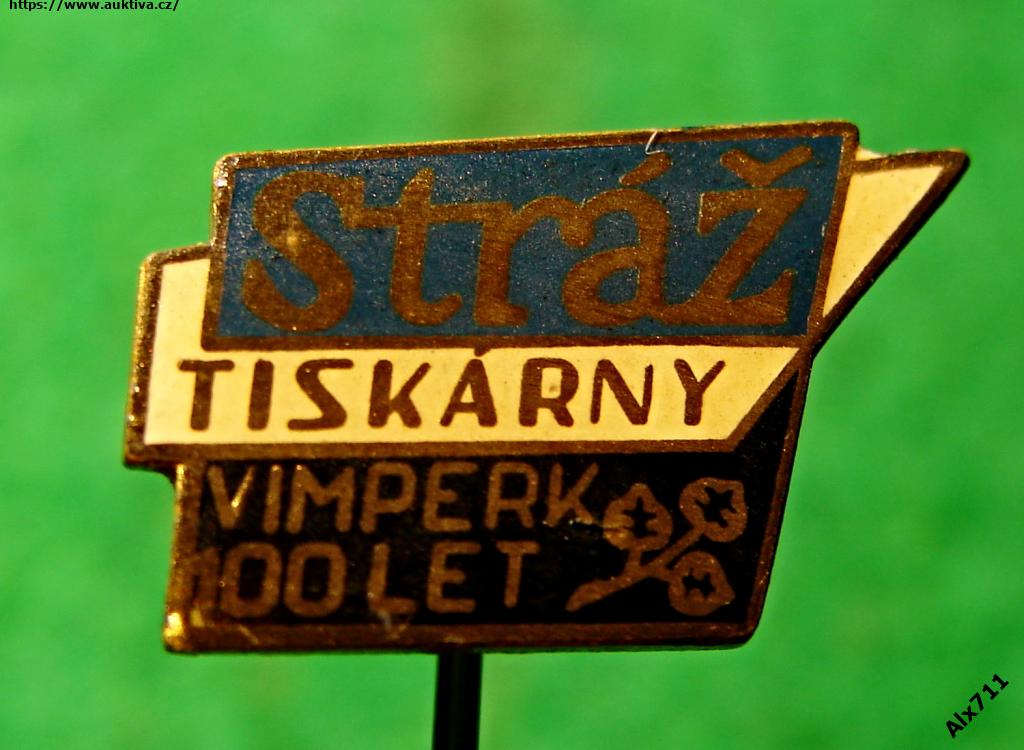 https://www.auktiva.cz/
Stráž
TISKÁRNY
VIMPERK
100 LET
Alx711